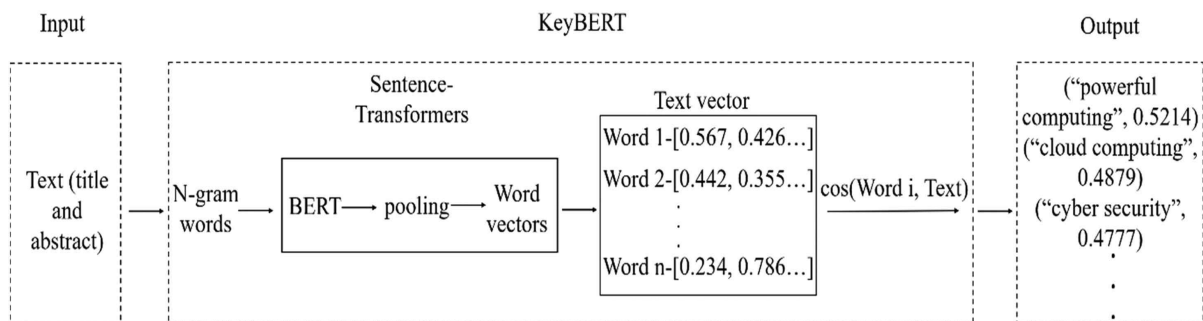 Input
KeyBERT
Output
Text (title
and
abstract)
N-gram
words
Sentence-
Transformers
BERT
pooling
Word
vectors
Text vector
Word 1-[0.567, 0.426…]
Word 2-[0.442, 0.355…]
Word n-[0.234, 0.786…]
cos(Word i, Text)
(“powerful
computing”, 0.5214)
(“cloud computing”,
0.4879)
(“cyber security”,
0.4777)